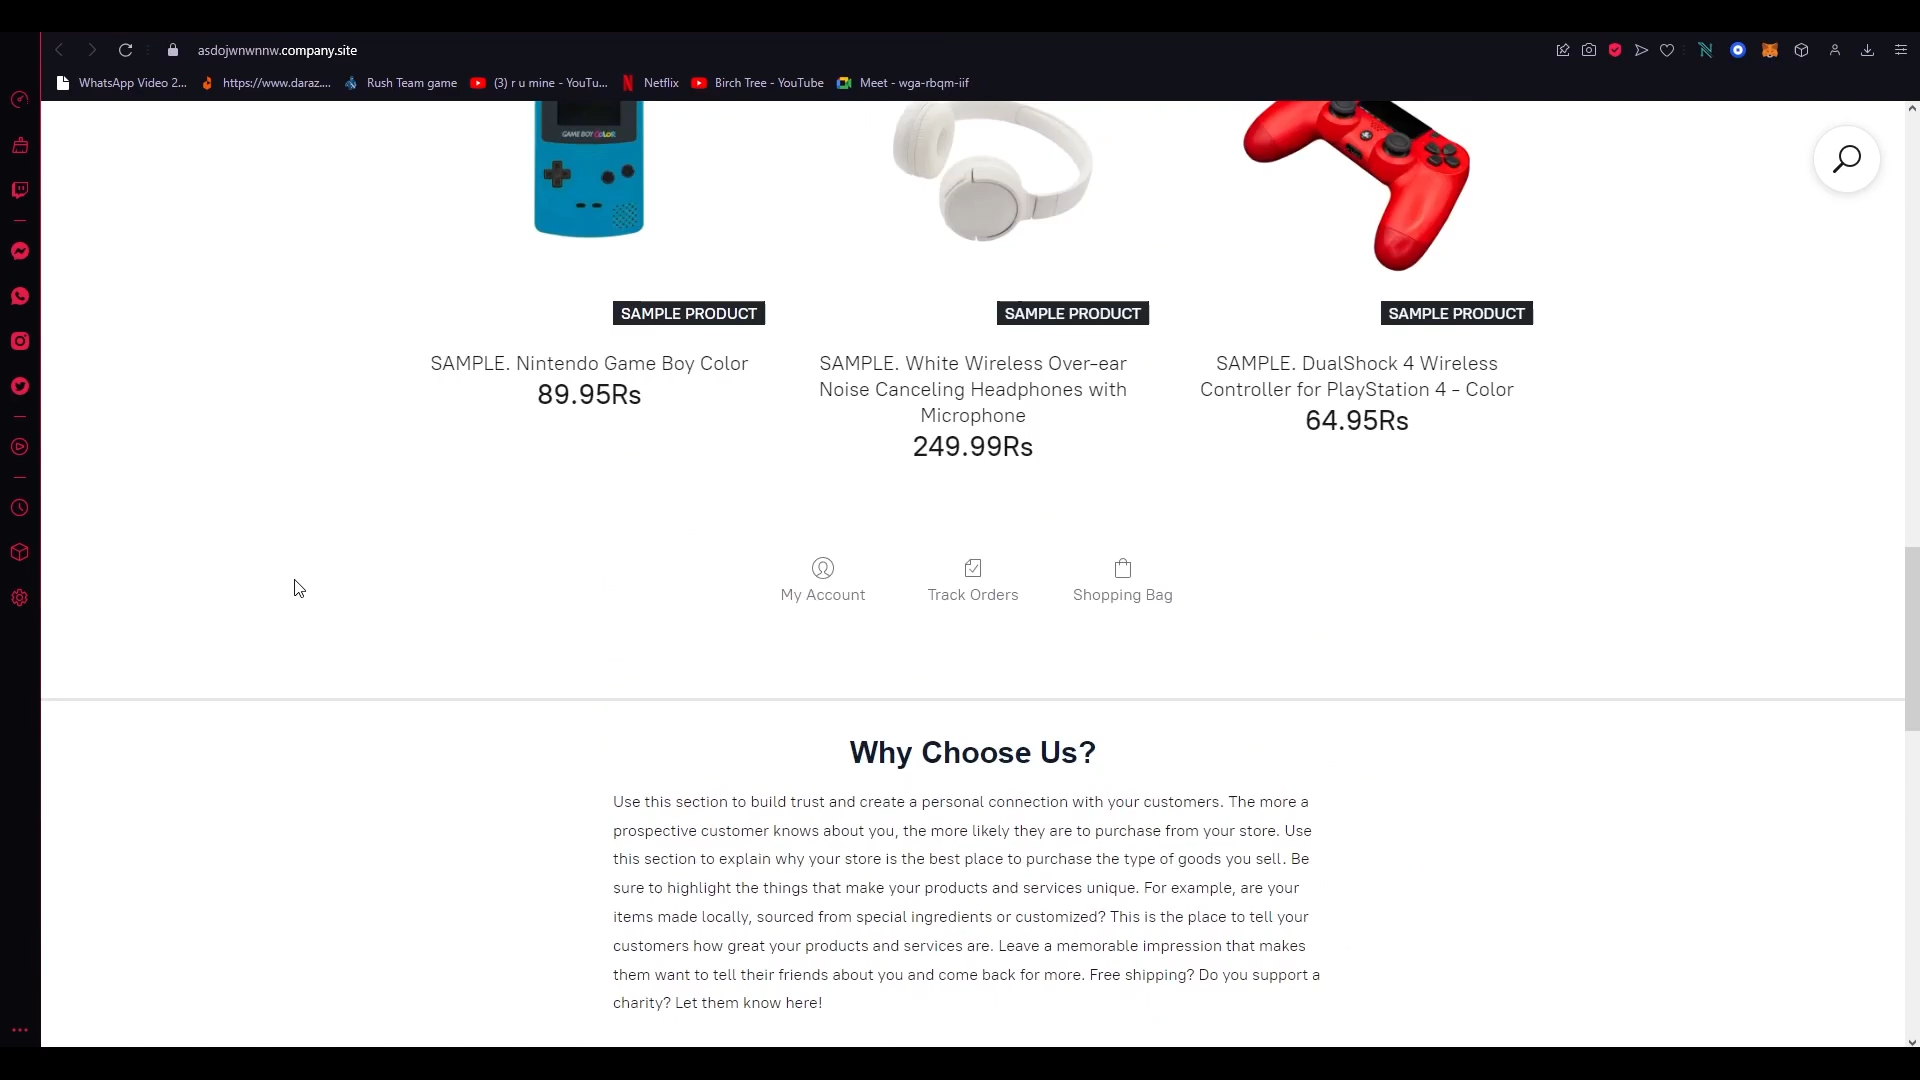 asdojwnwnnw.company.site
WhatsApp Video 2... https://www.daraz.... Rush Team game (3) r u mine - YouTu... Netflix Birch Tree - YouTube Meet - wga-rbqm-iif
GAME BOY COLOR
SAMPLE PRODUCT SAMPLE PRODUCT SAMPLE PRODUCT
SAMPLE. Nintendo Game Boy Color
89.95Rs
SAMPLE. White Wireless Over-ear
Noise Canceling Headphones with
Microphone
249.99Rs
SAMPLE. DualShock 4 Wireless
Controller for PlayStation 4 - Color
64.95Rs
My Account Track Orders Shopping Bag
Why Choose Us?
Use this section to build trust and create a personal connection with your customers. The more a
prospective customer knows about you, the more likely they are to purchase from your store. Use
this section to explain why your store is the best place to purchase the type of goods you sell. Be
sure to highlight the things that make your products and services unique. For example, are your
items made locally, sourced from special ingredients or customized? This is the place to tell your
customers how great your products and services are. Leave a memorable impression that makes
them want to tell their friends about you and come back for more. Free shipping? Do you support a
charity? Let them know here!